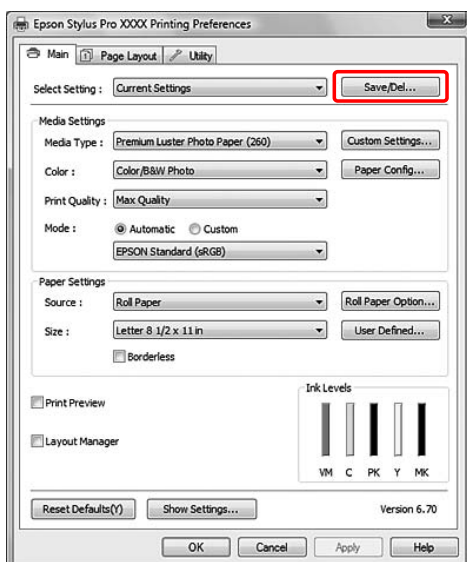 Epson Stylus Pro XXXX Printing Preferences
Main Page Layout Utility
Select Setting : Current Settings Save/Del...
Media Settings
Media Type : Premium Luster Photo Paper (260) Custom Settings...
Color : Color/B&W Photo Paper Config...
Print Quality : Max Quality
Mode : Automatic Custom
EPSON Standard (sRGB)
Paper Settings
Source : Roll Paper Roll Paper Option...
Size : Letter 8 1/2 x 11 in User Defined...
Borderless
Ink Levels
Print Preview
Layout Manager
VM C PK Y MK
Reset Defaults(Y) Show Settings... Version 6.70
OK Cancel Apply Help